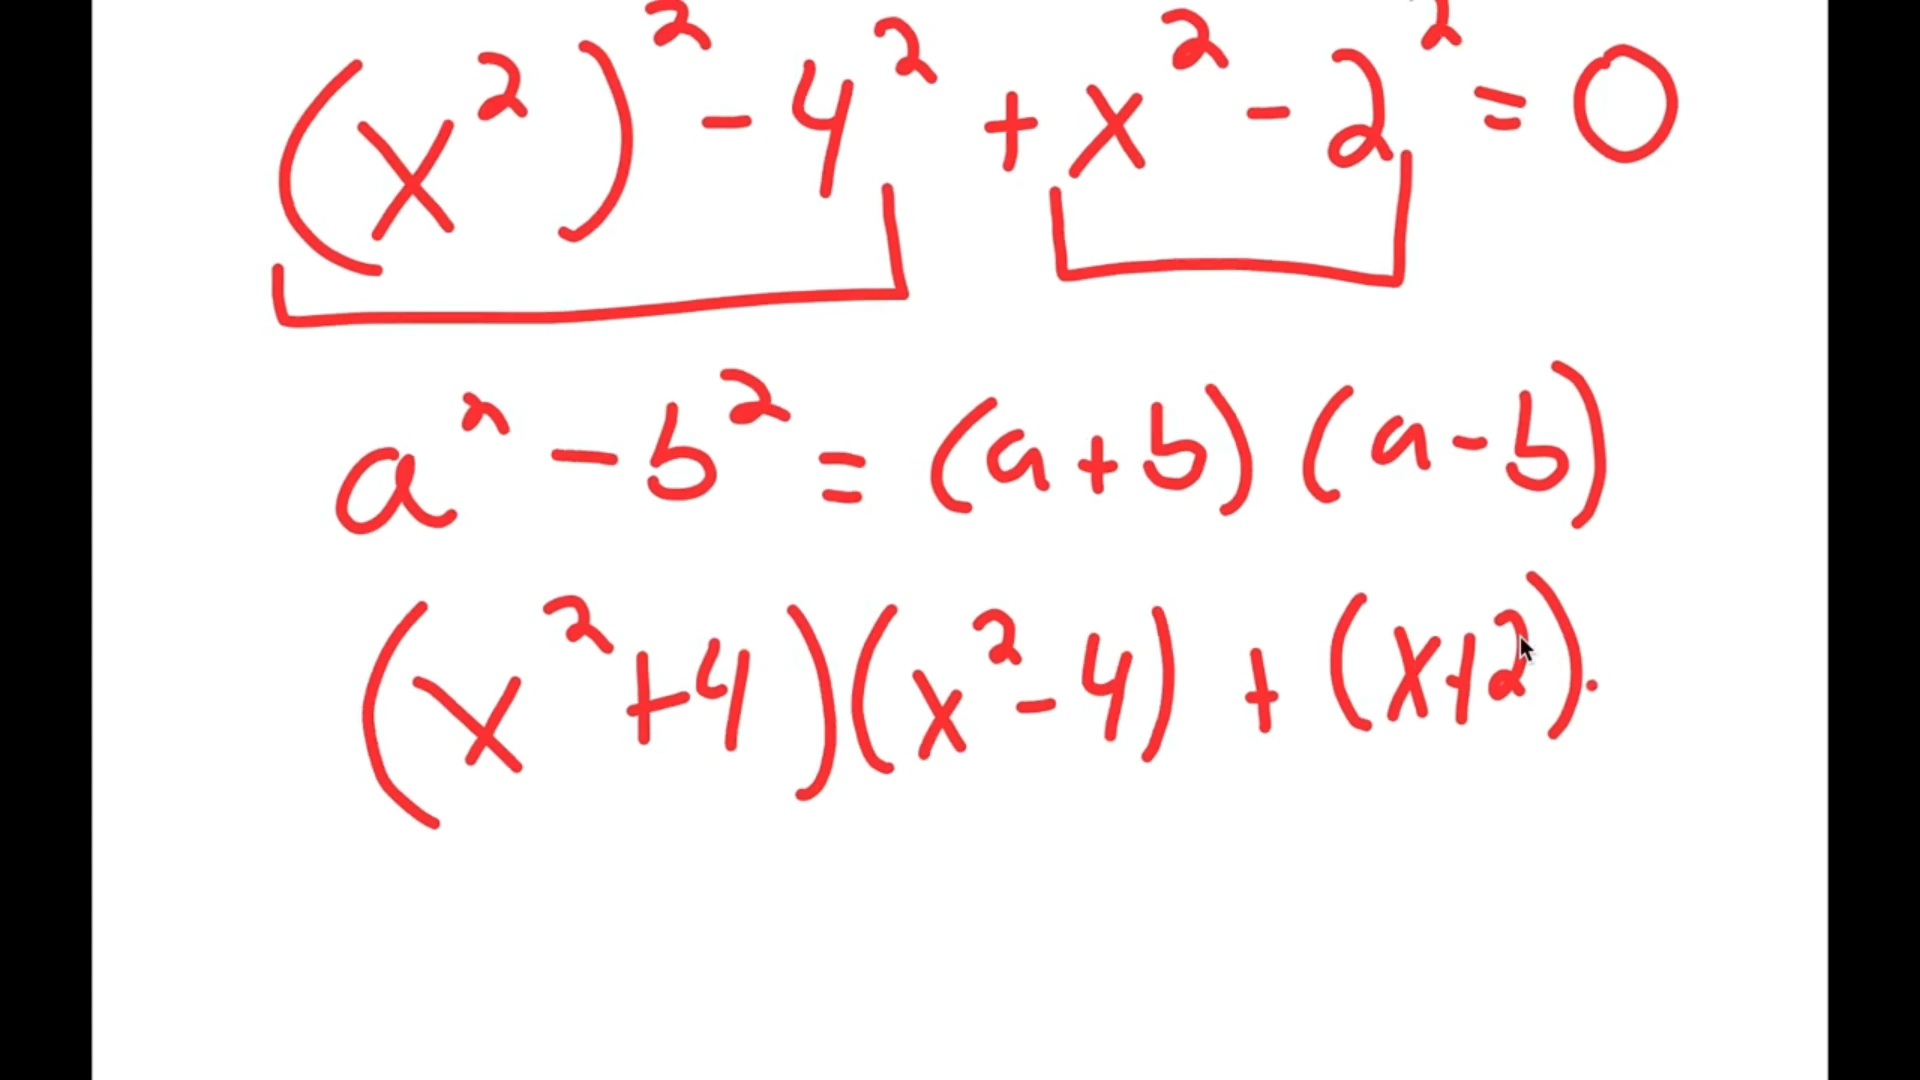 (x²)² - 4² + x² - 2² = 0
a² - b² = (a+b) (a-b)
(x²+4)(x²-4) + (x+2).